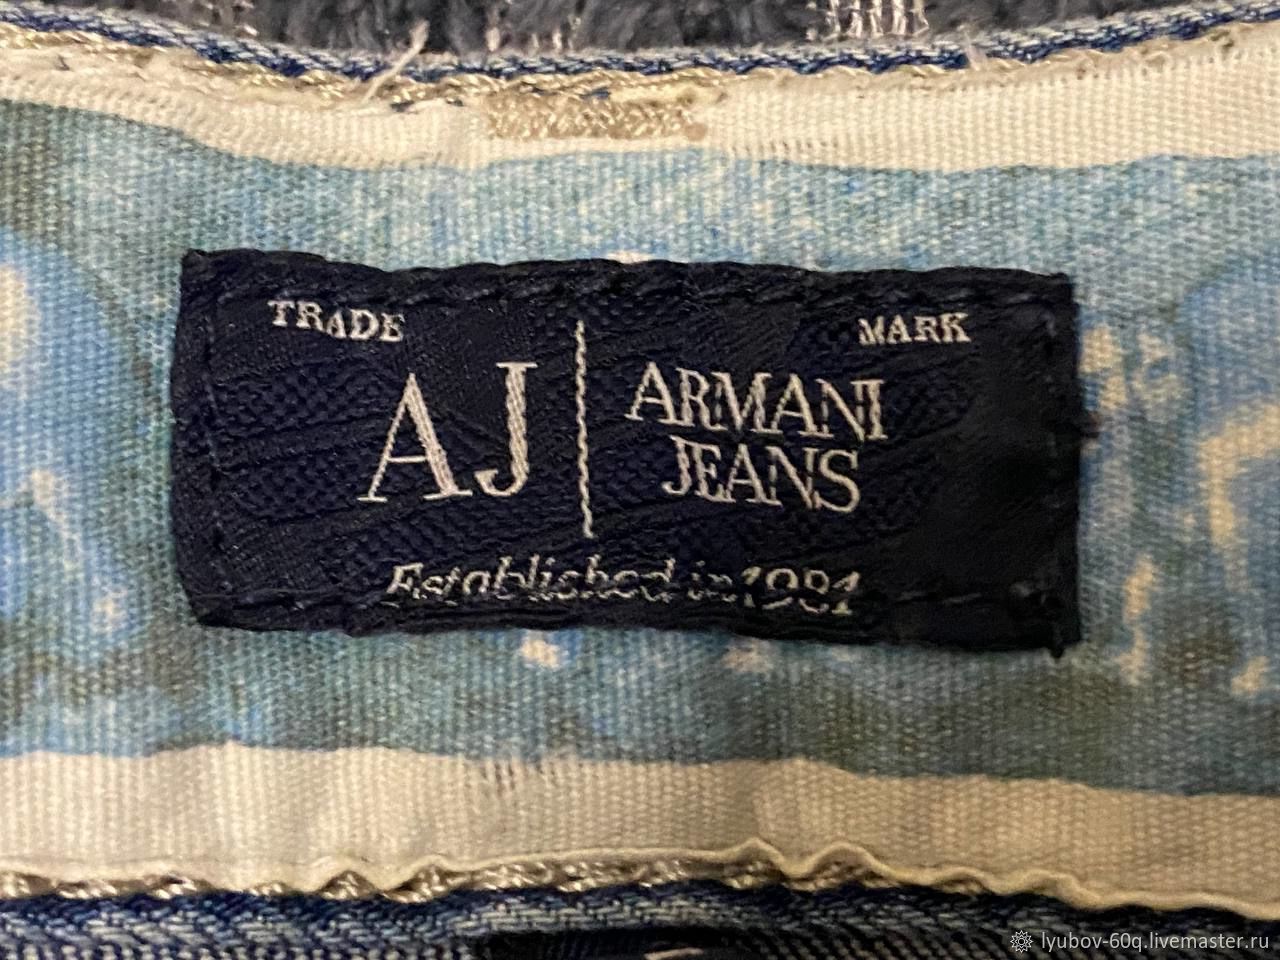 TRADE MARK
AJ ARMANI
JEANS
Established in 1981
lyubov-60q.livemaster.ru